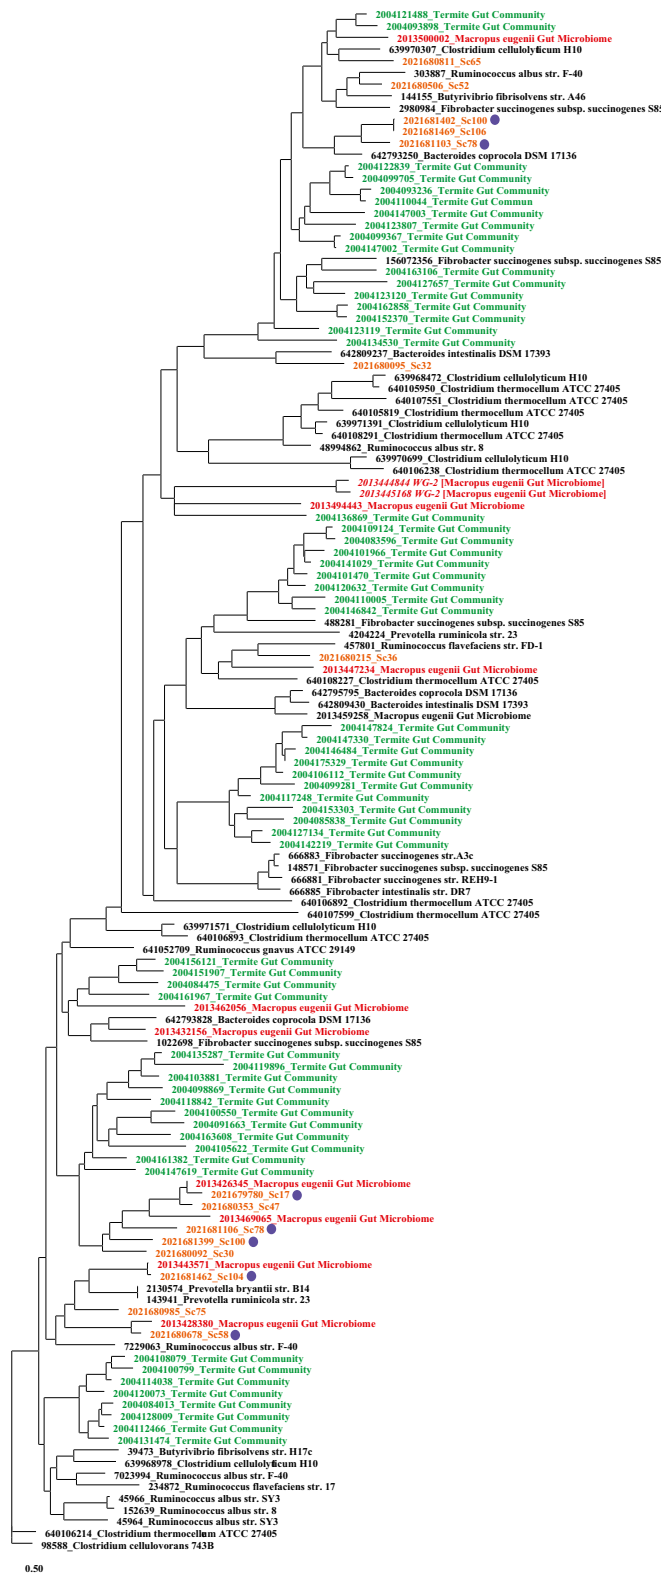 2004121488_Termite Gut Community
2004093898_Termite Gut Community
2013500002_Macropus eugenii Gut Microbiome
639970307_Clostridium cellulolyticum H10
2021680811_Sc65
303887_Ruminococcus albus str. F-40
2021680506_Sc52
144155_Butyrivibrio fibrisolvens str. A46
2980984_Fibrobacter succinogenes subsp. succinogenes S85
2021681402_Sc100
2021681469_Sc106
2021681103_Sc78
642793250_Bacteroides coprocola DSM 17136
2004122839_Termite Gut Community
2004099705_Termite Gut Community
2004093236_Termite Gut Community
2004110044_Termite Gut Commun
2004147003_Termite Gut Community
2004123807_Termite Gut Community
2004099367_Termite Gut Community
2004147002_Termite Gut Community
156072356_Fibrobacter succinogenes subsp. succinogenes S85
2004163106_Termite Gut Community
2004127657_Termite Gut Community
2004123120_Termite Gut Community
2004162858_Termite Gut Community
2004152370_Termite Gut Community
2004123119_Termite Gut Community
2004134530_Termite Gut Community
642809237_Bacteroides intestinalis DSM 17393
2021680095_Sc32
639968472_Clostridium cellulolyticum H10
640105950_Clostridium thermocellum ATCC 27405
640107551_Clostridium thermocellum ATCC 27405
640105819_Clostridium thermocellum ATCC 27405
639971391_Clostridium cellulolyticum H10
640108291_Clostridium thermocellum ATCC 27405
48994862_Ruminococcus albus str. 8
639970699_Clostridium cellulolyticum H10
640106238_Clostridium thermocellum ATCC 27405
2013444844 WG-2 [Macropus eugenii Gut Microbiome]
2013445168 WG-2 [Macropus eugenii Gut Microbiome]
2013494443_Macropus eugenii Gut Microbiome
2004136869_Termite Gut Community
2004109124_Termite Gut Community
2004083596_Termite Gut Community
2004101966_Termite Gut Community
2004141029_Termite Gut Community
2004101470_Termite Gut Community
2004120632_Termite Gut Community
2004110005_Termite Gut Community
2004146842_Termite Gut Community
488281_Fibrobacter succinogenes subsp. succinogenes S85
4204224_Prevotella ruminicola str. 23
457801_Ruminococcus flavefaciens str. FD-1
2021680215_Sc36
2013447234_Macropus eugenii Gut Microbiome
640108227_Clostridium thermocellum ATCC 27405
642795795_Bacteroides coprocola DSM 17136
642809430_Bacteroides intestinalis DSM 17393
2013459258_Macropus eugenii Gut Microbiome
2004147824_Termite Gut Community
2004147330_Termite Gut Community
2004146484_Termite Gut Community
2004175329_Termite Gut Community
2004106112_Termite Gut Community
2004099281_Termite Gut Community
2004117248_Termite Gut Community
2004153303_Termite Gut Community
2004085838_Termite Gut Community
2004127134_Termite Gut Community
2004142219_Termite Gut Community
666883_Fibrobacter succinogenes str.A3c
148571_Fibrobacter succinogenes subsp. succinogenes S85
666881_Fibrobacter succinogenes str. REH9-1
666885_Fibrobacter intestinalis str. DR7
640106892_Clostridium thermocellum ATCC 27405
640107599_Clostridium thermocellum ATCC 27405
639971571_Clostridium cellulolyticum H10
640106893_Clostridium thermocellum ATCC 27405
641052709_Ruminococcus gnavus ATCC 29149
2004156121_Termite Gut Community
2004151907_Termite Gut Community
2004084475_Termite Gut Community
2004161967_Termite Gut Community
2013462056_Macropus eugenii Gut Microbiome
642793828_Bacteroides coprocola DSM 17136
2013432156_Macropus eugenii Gut Microbiome
1022698_Fibrobacter succinogenes subsp. succinogenes S85
2004135287_Termite Gut Community
2004119896_Termite Gut Community
2004103881_Termite Gut Community
2004098869_Termite Gut Community
2004118842_Termite Gut Community
2004100550_Termite Gut Community
2004091663_Termite Gut Community
2004163608_Termite Gut Community
2004105622_Termite Gut Community
2004161382_Termite Gut Community
2004147619_Termite Gut Community
2013426345_Macropus eugenii Gut Microbiome
2021679780_Sc17
2021680353_Sc47
2013469065_Macropus eugenii Gut Microbiome
2021681106_Sc78
2021681399_Sc100
2021680092_Sc30
2013443571_Macropus eugenii Gut Microbiome
2021681462_Sc104
2130574_Prevotella bryantii str. B14
143941_Prevotella ruminicola str. 23
2021680985_Sc75
2013428380_Macropus eugenii Gut Microbiome
2021680678_Sc58
7229063_Ruminococcus albus str. F-40
2004108079_Termite Gut Community
2004100799_Termite Gut Community
2004114038_Termite Gut Community
2004120073_Termite Gut Community
2004084013_Termite Gut Community
2004128009_Termite Gut Community
2004112466_Termite Gut Community
2004131474_Termite Gut Community
39473_Butyrivibrio fibrisolvens str. H17c
639968978_Clostridium cellulolyticum H10
7023994_Ruminococcus albus str. F-40
234872_Ruminococcus flavefaciens str. 17
45966_Ruminococcus albus str. SY3
152639_Ruminococcus albus str. 8
45964_Ruminococcus albus str. SY3
640106214_Clostridium thermocellum ATCC 27405
98588_Clostridium cellulovorans 743B
0.50